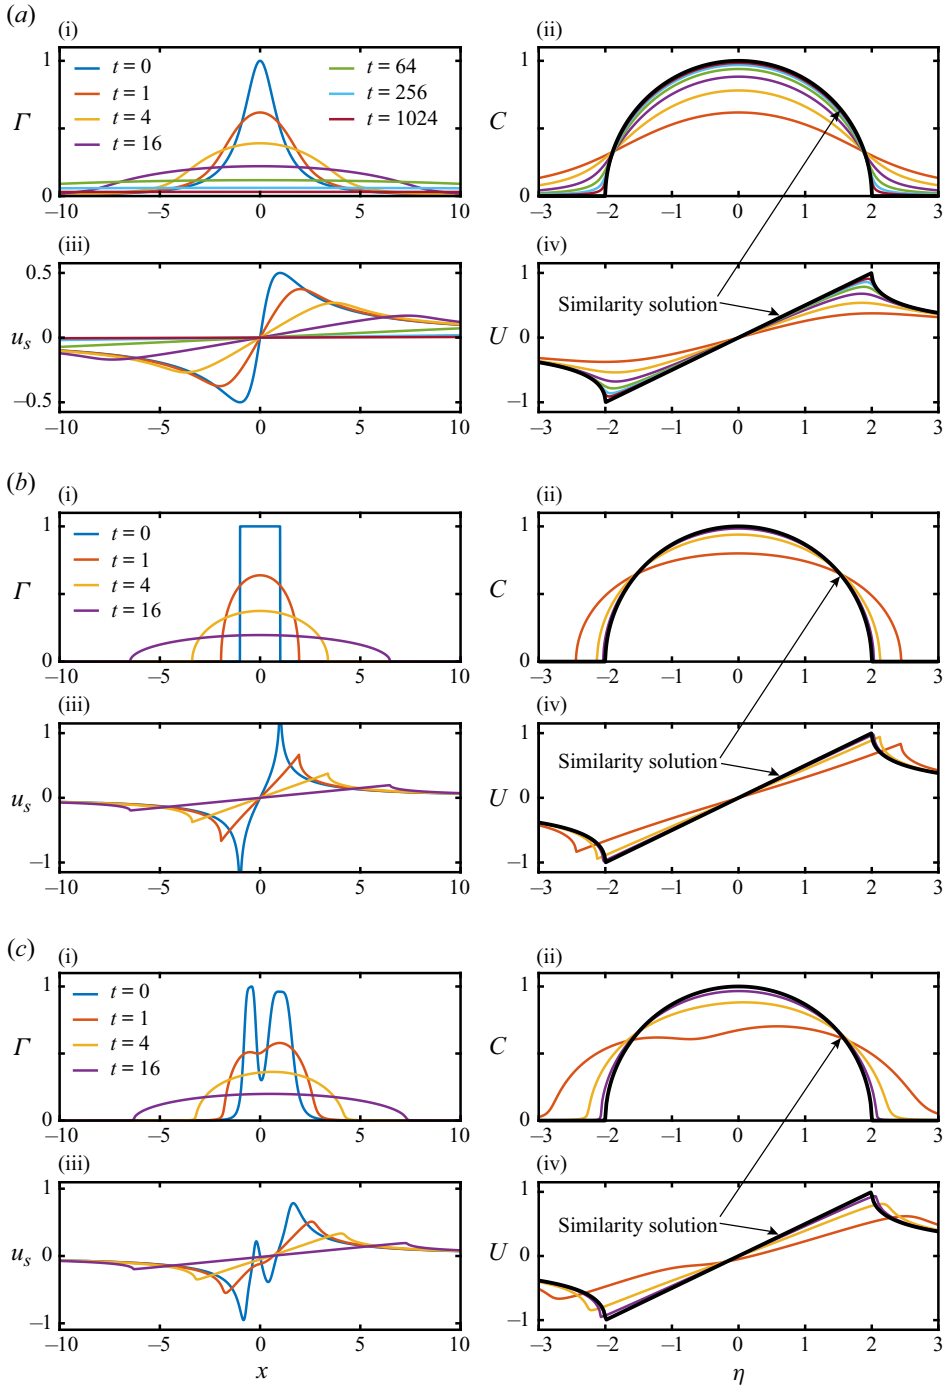 (a)
(i)
(ii)
1
Γ
0
t = 0
t = 1
t = 4
t = 16
t = 64
t = 256
t = 1024
−10
−5
0
5
10
1
C
0
−3
−2
−1
0
1
2
3
(iii)
(iv)
0.5
u_s
0
−0.5
−10
−5
0
5
10
1
U
0
−1
Similarity solution
−3
−2
−1
0
1
2
3
(b)
(i)
(ii)
1
Γ
0
t = 0
t = 1
t = 4
t = 16
−10
−5
0
5
10
1
C
0
−3
−2
−1
0
1
2
3
(iii)
(iv)
1
u_s
0
−1
−10
−5
0
5
10
1
U
0
−1
Similarity solution
−3
−2
−1
0
1
2
3
(c)
(i)
(ii)
1
Γ
0
t = 0
t = 1
t = 4
t = 16
−10
−5
0
5
10
1
C
0
−3
−2
−1
0
1
2
3
(iii)
(iv)
1
u_s
0
−1
−10
−5
0
5
10
x
1
U
0
−1
Similarity solution
−3
−2
−1
0
1
2
3
η